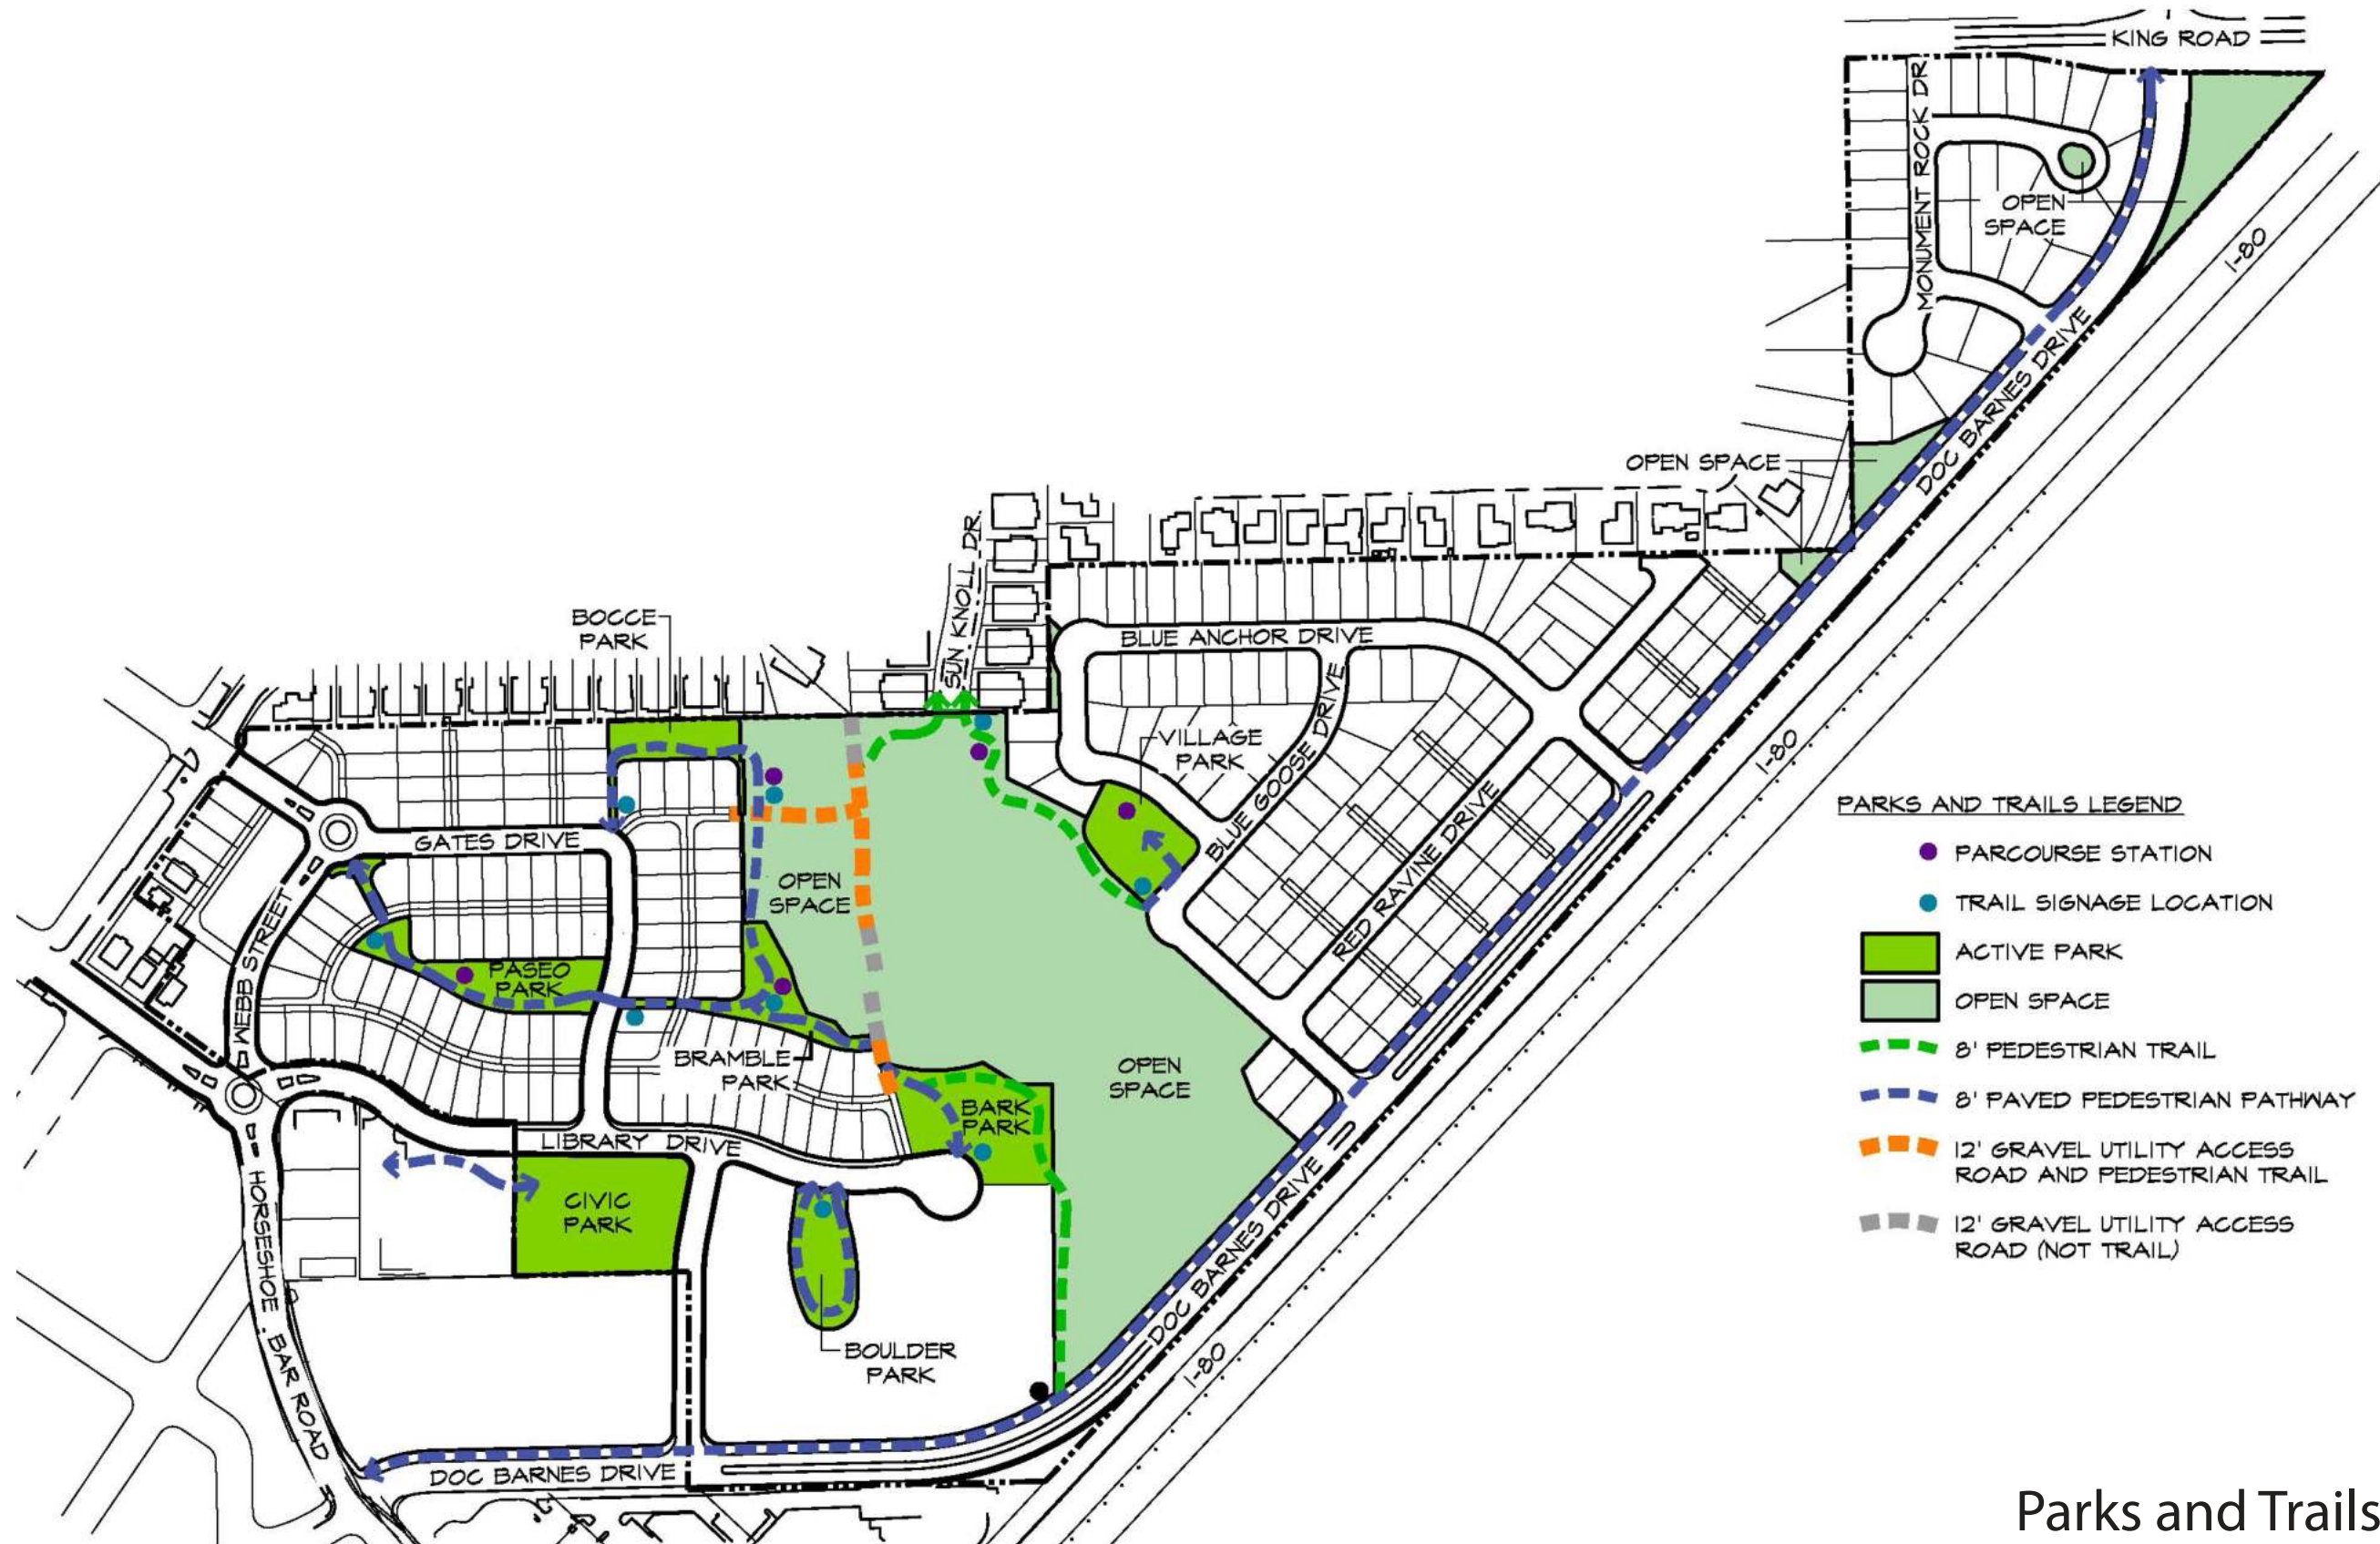 KING ROAD
MONUMENT ROCK DR
OPEN
SPACE
I-80
DOC BARNES DRIVE
OPEN SPACE
SUN KNOLL DR.
BOCCE
PARK
BLUE ANCHOR DRIVE
BLUE GOOSE DRIVE
VILLAGE
PARK
I-80
RED RAVINE DRIVE
GATES DRIVE
OPEN
SPACE
WEBB STREET
PASEO
PARK
BRAMBLE
PARK
OPEN
SPACE
BARK
PARK
LIBRARY DRIVE
CIVIC
PARK
HORSESHOE BAR ROAD
BOULDER
PARK
DOC BARNES DRIVE
I-80
DOC BARNES DRIVE
PARKS AND TRAILS LEGEND
PARCOURSE STATION
TRAIL SIGNAGE LOCATION
ACTIVE PARK
OPEN SPACE
8' PEDESTRIAN TRAIL
8' PAVED PEDESTRIAN PATHWAY
12' GRAVEL UTILITY ACCESS
ROAD AND PEDESTRIAN TRAIL
12' GRAVEL UTILITY ACCESS
ROAD (NOT TRAIL)
Parks and Trails